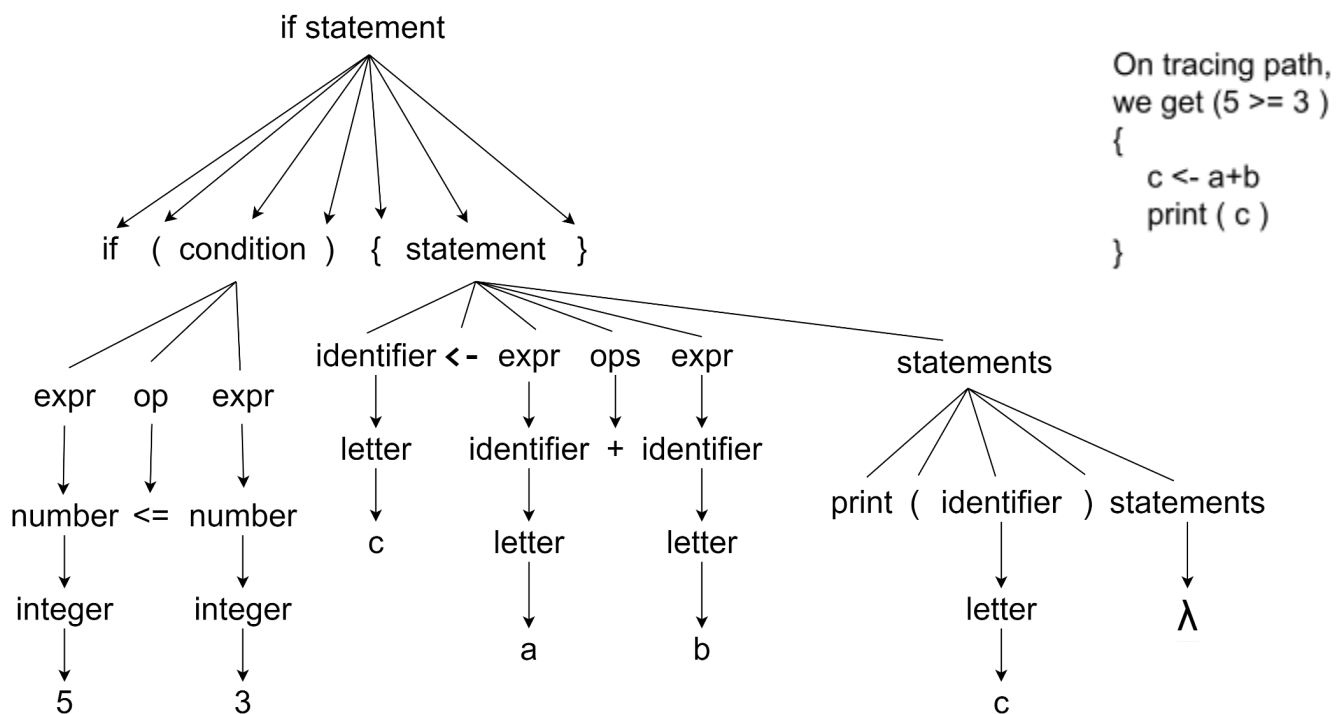 if statement
On tracing path,
we get (5 >= 3 )
{
c <- a+b
print ( c )
}
if ( condition ) { statement }
identifier <- expr ops expr
statements
expr op expr
letter identifier + identifier
print ( identifier ) statements
number <= number
c letter letter
integer integer
letter λ
a b
5 3 c